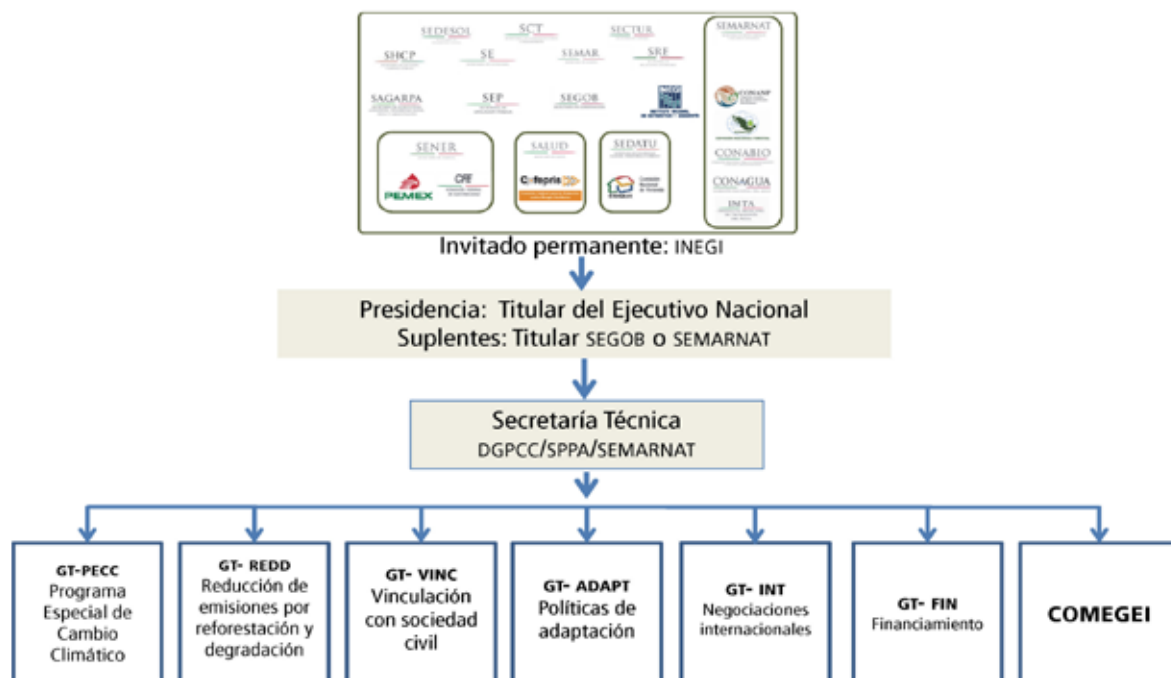 SEDESOL
SCT
SECTUR
SEMARNAT
SHCP
SE
SEMAR
SRE
SAGARPA
SEP
SEGOB
CONANP
SENER
SALUD
SEDATU
CONABIO
PEMEX
CFE
Cofepris
CONAGUA
IMTA
Invitado permanente: INEGI
Presidencia: Titular del Ejecutivo Nacional
Suplentes: Titular SEGOB o SEMARNAT
Secretaría Técnica
DGPCC/SPPA/SEMARNAT
GT-PECC
Programa
Especial de
Cambio
Climático
GT- REDD
Reducción de
emisiones por
reforestación y
degradación
GT- VINC
Vinculación
con sociedad
civil
GT- ADAPT
Políticas de
adaptación
GT- INT
Negociaciones
internacionales
GT- FIN
Financiamiento
COMEGEI